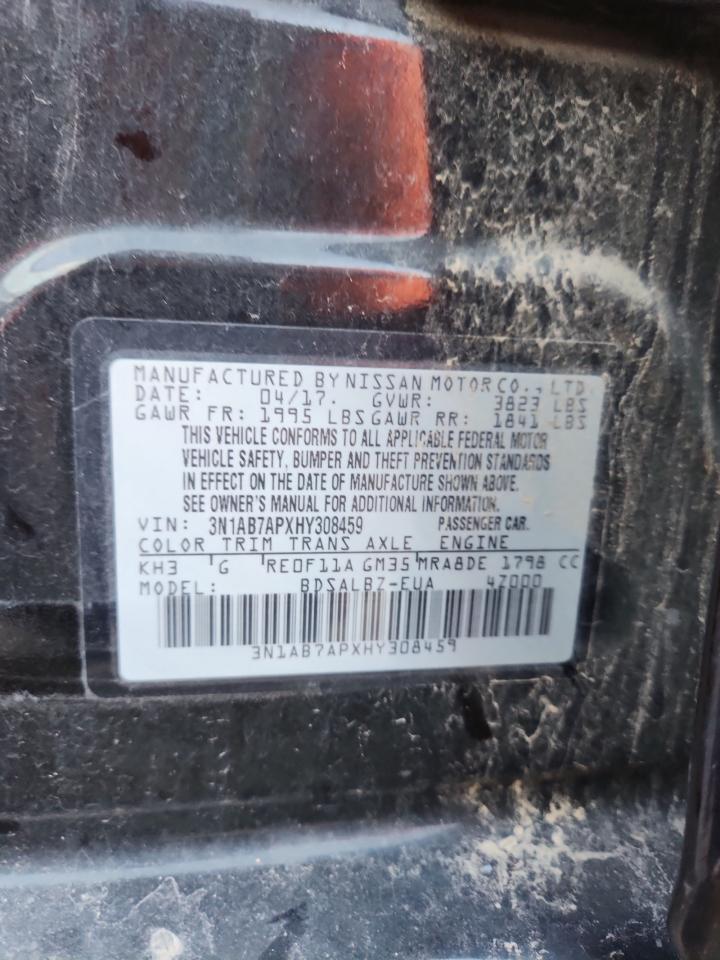 MANUFACTURED BY NISSAN MOTOR CO., LTD.
DATE: 04/17. GVWR: 3823 LBS
GAWR FR: 1995 LBS GAWR RR: 1841 LBS
THIS VEHICLE CONFORMS TO ALL APPLICABLE FEDERAL MOTOR
VEHICLE SAFETY, BUMPER AND THEFT PREVENTION STANDARDS
IN EFFECT ON THE DATE OF MANUFACTURE SHOWN ABOVE.
SEE OWNER'S MANUAL FOR ADDITIONAL INFORMATION.
VIN: 3N1AB7APXHY308459 PASSENGER CAR.
COLOR TRIM TRANS AXLE ENGINE
KH3 G RE0F11A GM35 MRA8DE 1798 CC
MODEL: BDSALBZ-EUA 4Z000
3N1AB7APXHY308459